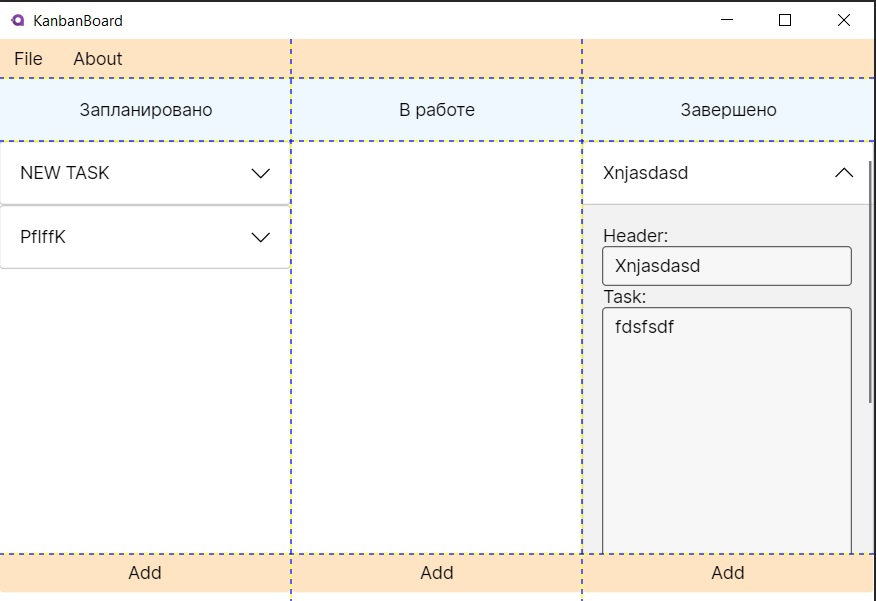 KanbanBoard
File About
Запланировано В работе Завершено
NEW TASK
Xnjasdasd
PflffK
Header:
Xnjasdasd
Task:
fdsfsdf
Add Add Add